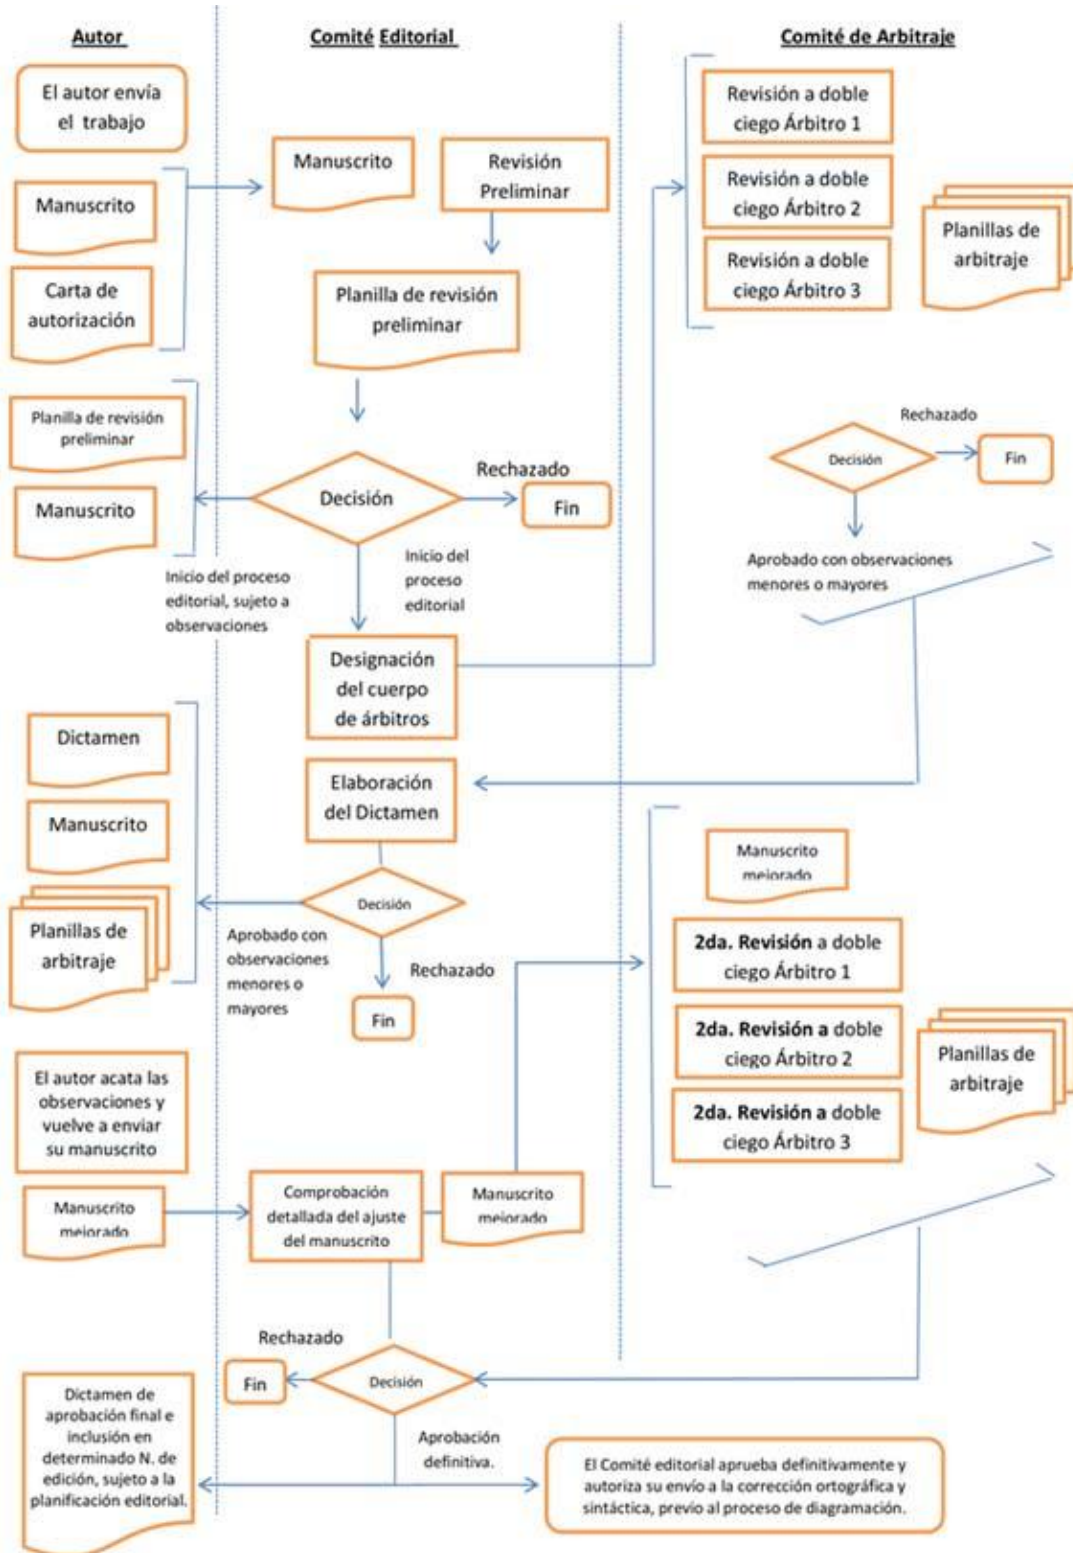 Autor
Comité Editorial
Comité de Arbitraje
El autor envía
el trabajo
Manuscrito
Carta de
autorización
Manuscrito
Revisión
Preliminar
Planilla de revisión
preliminar
Revisión a doble
ciego Árbitro 1
Revisión a doble
ciego Árbitro 2
Revisión a doble
ciego Árbitro 3
Planillas de
arbitraje
Planilla de revisión
preliminar
Manuscrito
Decisión
Rechazado
Fin
Inicio del proceso
editorial, sujeto a
observaciones
Inicio del
proceso
editorial
Rechazado
Decisión
Fin
Aprobado con observaciones
menores o mayores
Designación
del cuerpo
de árbitros
Dictamen
Manuscrito
Planillas de
arbitraje
Elaboración
del Dictamen
Decisión
Aprobado con
observaciones
menores o
mayores
Rechazado
Fin
Manuscrito
mejorado
2da. Revisión a doble
ciego Árbitro 1
2da. Revisión a doble
ciego Árbitro 2
2da. Revisión a doble
ciego Árbitro 3
Planillas de
arbitraje
El autor acata las
observaciones y
vuelve a enviar
su manuscrito
Manuscrito
mejorado
Comprobación
detallada del ajuste
del manuscrito
Manuscrito
mejorado
Rechazado
Fin
Decisión
Aprobación
definitiva.
Dictamen de
aprobación final e
inclusión en
determinado N. de
edición, sujeto a la
planificación editorial.
El Comité editorial aprueba definitivamente y
autoriza su envío a la corrección ortográfica y
sintáctica, previo al proceso de diagramación.